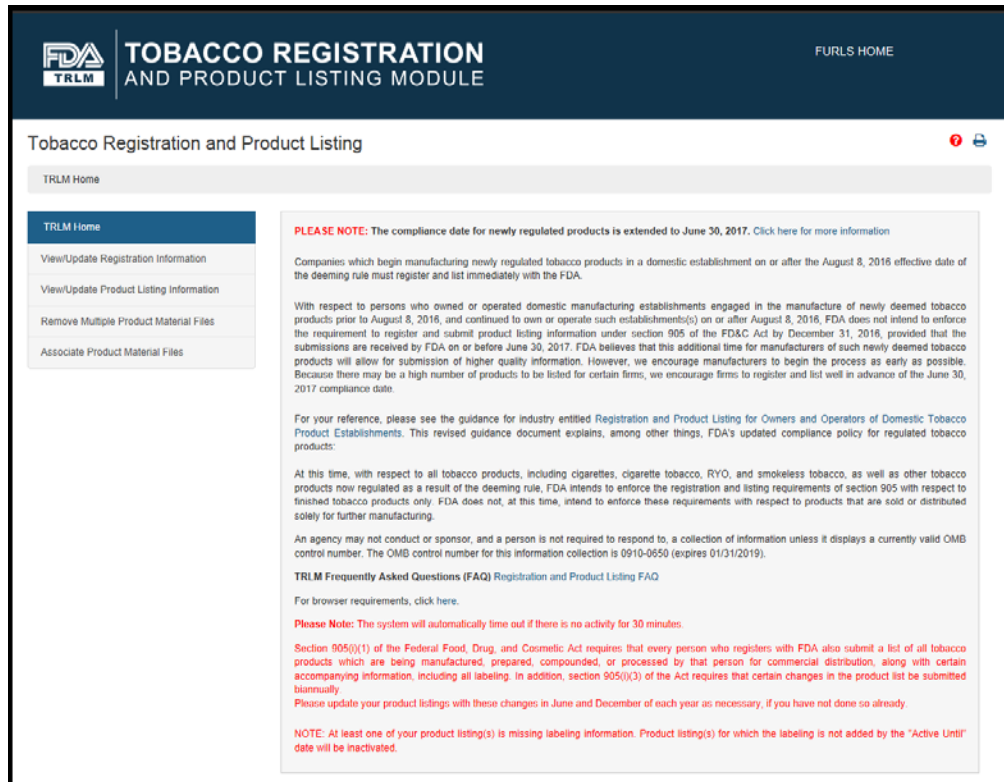 FDA
TRLM
TOBACCO REGISTRATION
AND PRODUCT LISTING MODULE
FURLS HOME
Tobacco Registration and Product Listing
TRLM Home
TRLM Home
View/Update Registration Information
View/Update Product Listing Information
Remove Multiple Product Material Files
Associate Product Material Files
PLEASE NOTE: The compliance date for newly regulated products is extended to June 30, 2017. Click here for more information
Companies which begin manufacturing newly regulated tobacco products in a domestic establishment on or after the August 8, 2016 effective date of
the deeming rule must register and list immediately with the FDA.
With respect to persons who owned or operated domestic manufacturing establishments engaged in the manufacture of newly deemed tobacco
products prior to August 8, 2016, and continued to own or operate such establishments(s) on or after August 8, 2016, FDA does not intend to enforce
the requirement to register and submit product listing information under section 905 of the FD&C Act by December 31, 2016, provided that the
submissions are received by FDA on or before June 30, 2017. FDA believes that this additional time for manufacturers of such newly deemed tobacco
products will allow for submission of higher quality information. However, we encourage manufacturers to begin the process as early as possible.
Because there may be a high number of products to be listed for certain firms, we encourage firms to register and list well in advance of the June 30,
2017 compliance date.
For your reference, please see the guidance for industry entitled Registration and Product Listing for Owners and Operators of Domestic Tobacco
Product Establishments. This revised guidance document explains, among other things, FDA's updated compliance policy for regulated tobacco
products:
At this time, with respect to all tobacco products, including cigarettes, cigarette tobacco, RYO, and smokeless tobacco, as well as other tobacco
products now regulated as a result of the deeming rule, FDA intends to enforce the registration and listing requirements of section 905 with respect to
finished tobacco products only. FDA does not, at this time, intend to enforce these requirements with respect to products that are sold or distributed
solely for further manufacturing.
An agency may not conduct or sponsor, and a person is not required to respond to, a collection of information unless it displays a currently valid OMB
control number. The OMB control number for this information collection is 0910-0650 (expires 01/31/2019).
TRLM Frequently Asked Questions (FAQ) Registration and Product Listing FAQ
For browser requirements, click here.
Please Note: The system will automatically time out if there is no activity for 30 minutes.
Section 905(i)(1) of the Federal Food, Drug, and Cosmetic Act requires that every person who registers with FDA also submit a list of all tobacco
products which are being manufactured, prepared, compounded, or processed by that person for commercial distribution, along with certain
accompanying information, including all labeling. In addition, section 905(i)(3) of the Act requires that certain changes in the product list be submitted
biannually.
Please update your product listings with these changes in June and December of each year as necessary, if you have not done so already.
NOTE: At least one of your product listing(s) is missing labeling information. Product listing(s) for which the labeling is not added by the "Active Until"
date will be inactivated.